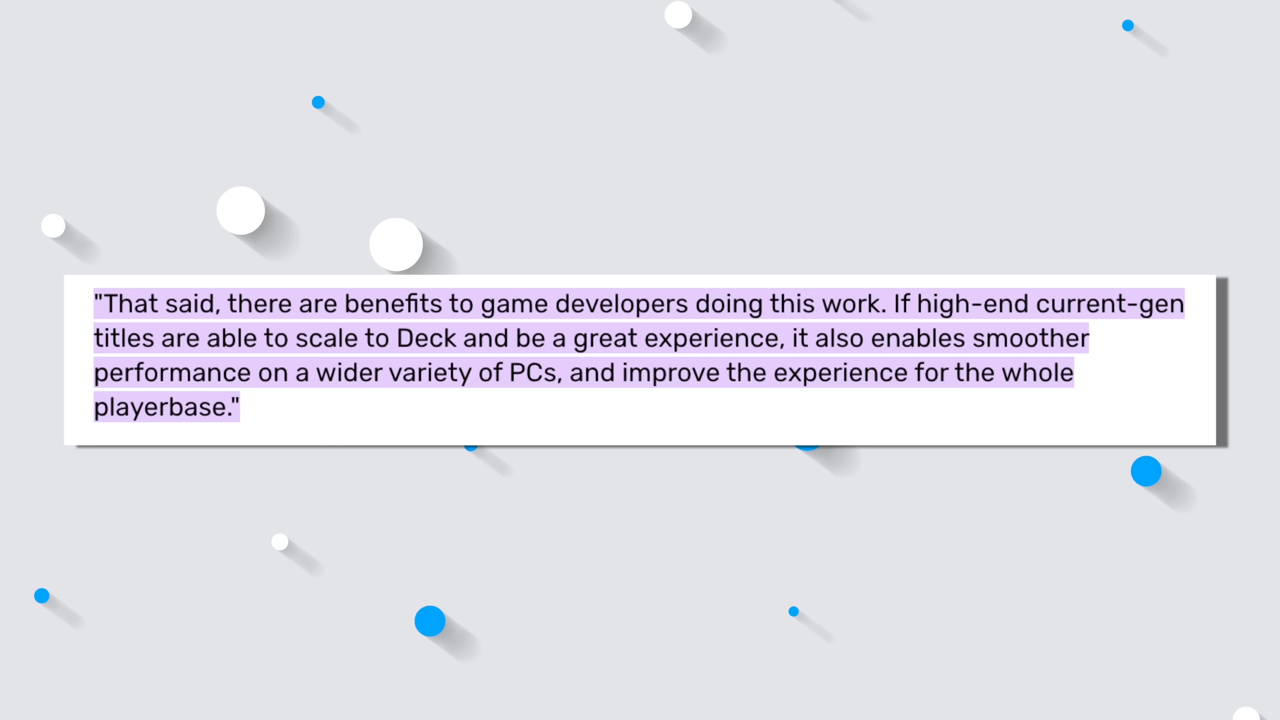 "That said, there are benefits to game developers doing this work. If high-end current-gen
titles are able to scale to Deck and be a great experience, it also enables smoother
performance on a wider variety of PCs, and improve the experience for the whole
playerbase."